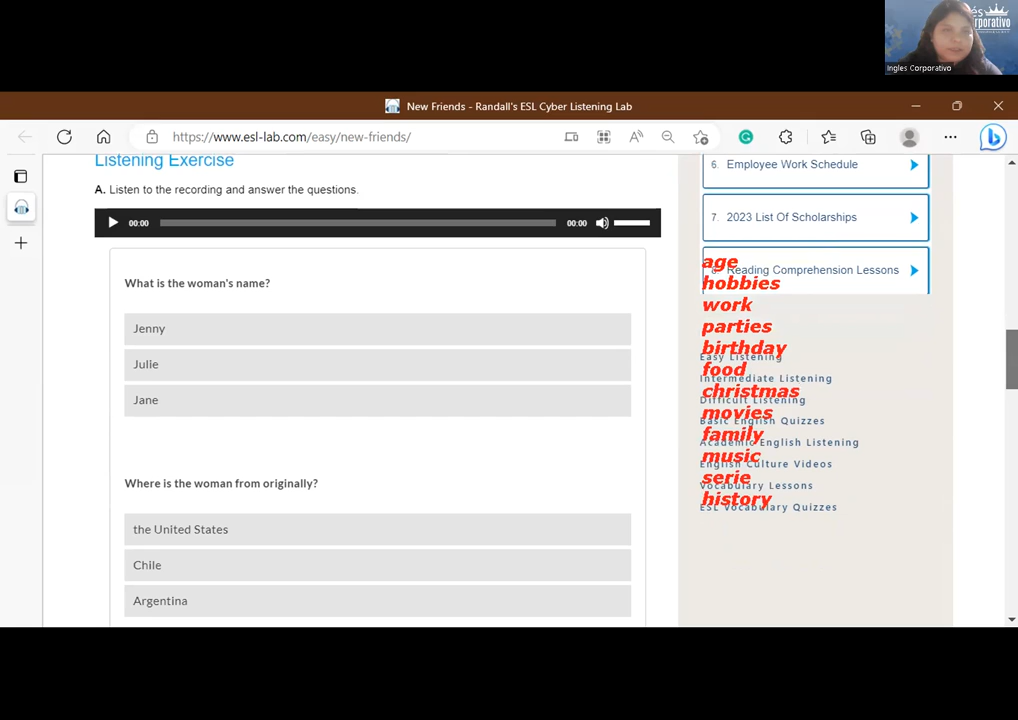 és
rporativo
Ingles Corporativo
New Friends - Randall's ESL Cyber Listening Lab
https://www.esl-lab.com/easy/new-friends/
Listening Exercise
A. Listen to the recording and answer the questions.
00:00
00:00
What is the woman's name?
Jenny
Julie
Jane
Where is the woman from originally?
the United States
Chile
Argentina
6. Employee Work Schedule
7. 2023 List Of Scholarships
8. Reading Comprehension Lessons
age
hobbies
work
parties
birthday
food
christmas
movies
family
music
serie
history
Easy Listening
Intermediate Listening
Difficult Listening
Basic English Quizzes
Academic English Listening
English Culture Videos
Vocabulary Lessons
ESL Vocabulary Quizzes